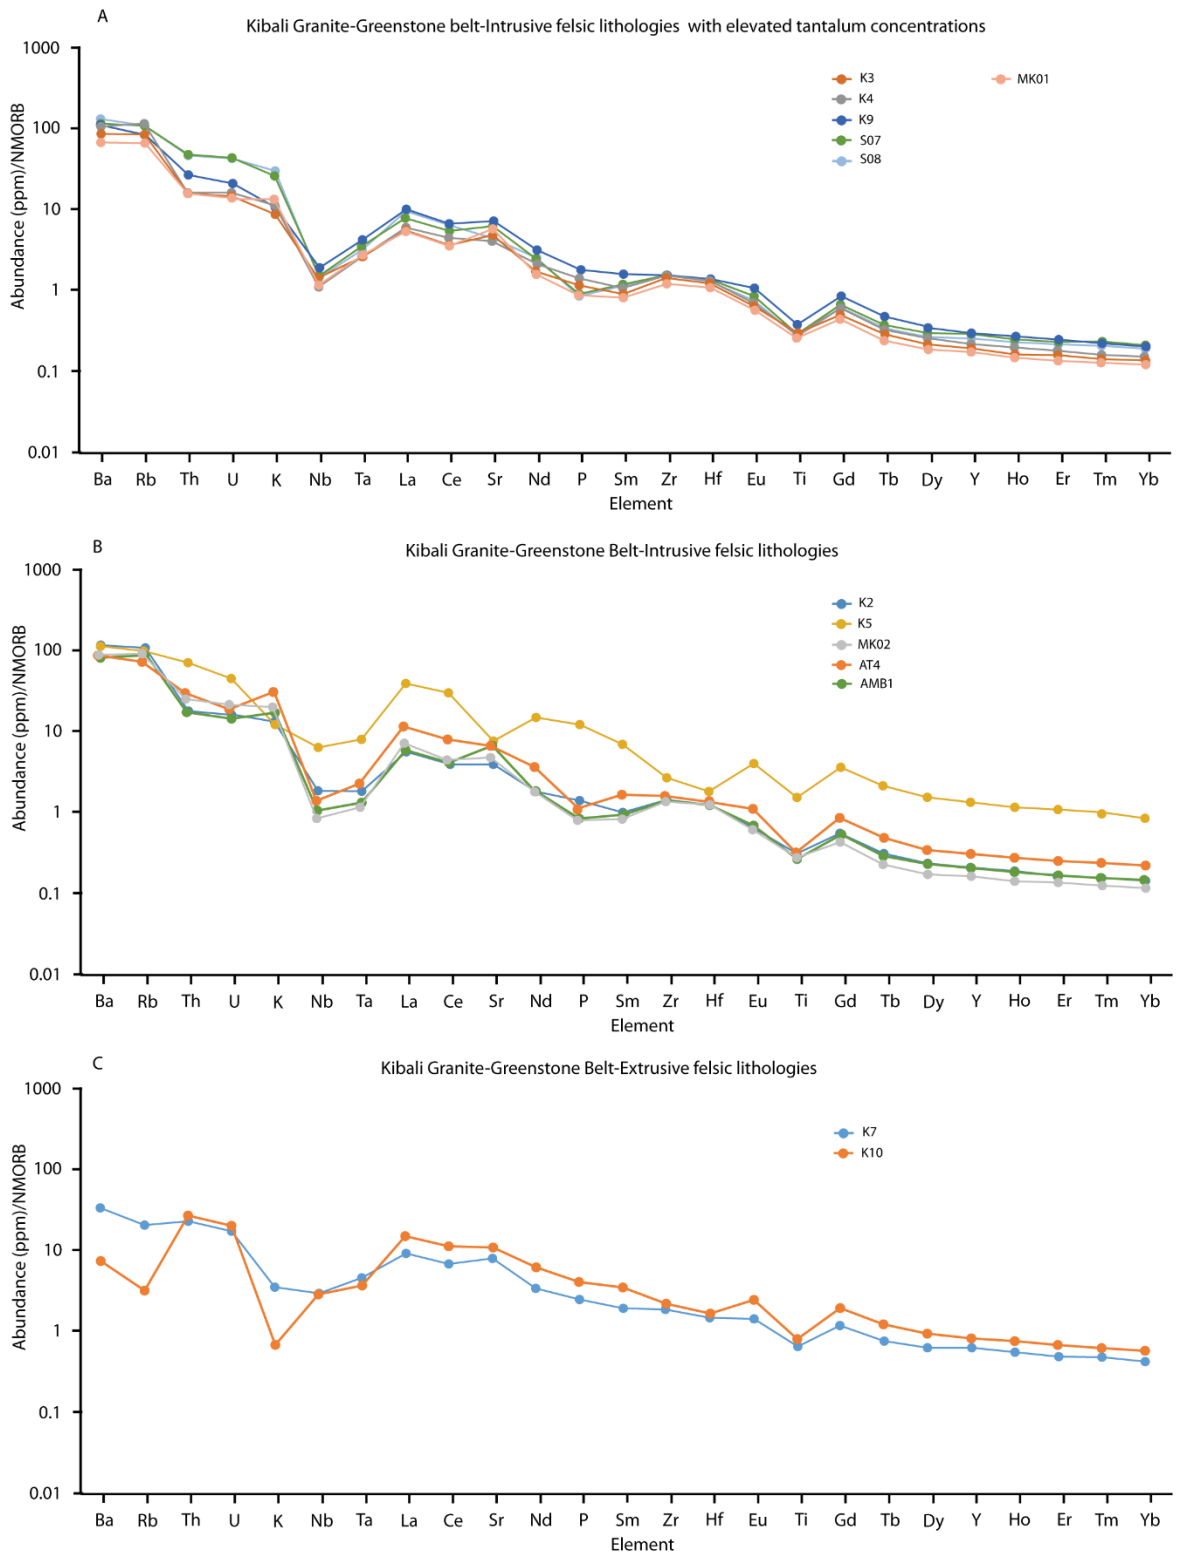 A
Kibali Granite-Greenstone belt-Intrusive felsic lithologies with elevated tantalum concentrations
1000
100
10
1
0.1
0.01
Abundance (ppm)/NMORB
K3
K4
K9
S07
S08
MK01
Ba Rb Th U K Nb Ta La Ce Sr Nd P Sm Zr Hf Eu Ti Gd Tb Dy Y Ho Er Tm Yb
Element
B
Kibali Granite-Greenstone Belt-Intrusive felsic lithologies
1000
100
10
1
0.1
0.01
Abundance (ppm)/NMORB
K2
K5
MK02
AT4
AMB1
Ba Rb Th U K Nb Ta La Ce Sr Nd P Sm Zr Hf Eu Ti Gd Tb Dy Y Ho Er Tm Yb
Element
C
Kibali Granite-Greenstone Belt-Extrusive felsic lithologies
1000
100
10
1
0.1
0.01
Abundance (ppm)/NMORB
K7
K10
Ba Rb Th U K Nb Ta La Ce Sr Nd P Sm Zr Hf Eu Ti Gd Tb Dy Y Ho Er Tm Yb
Element